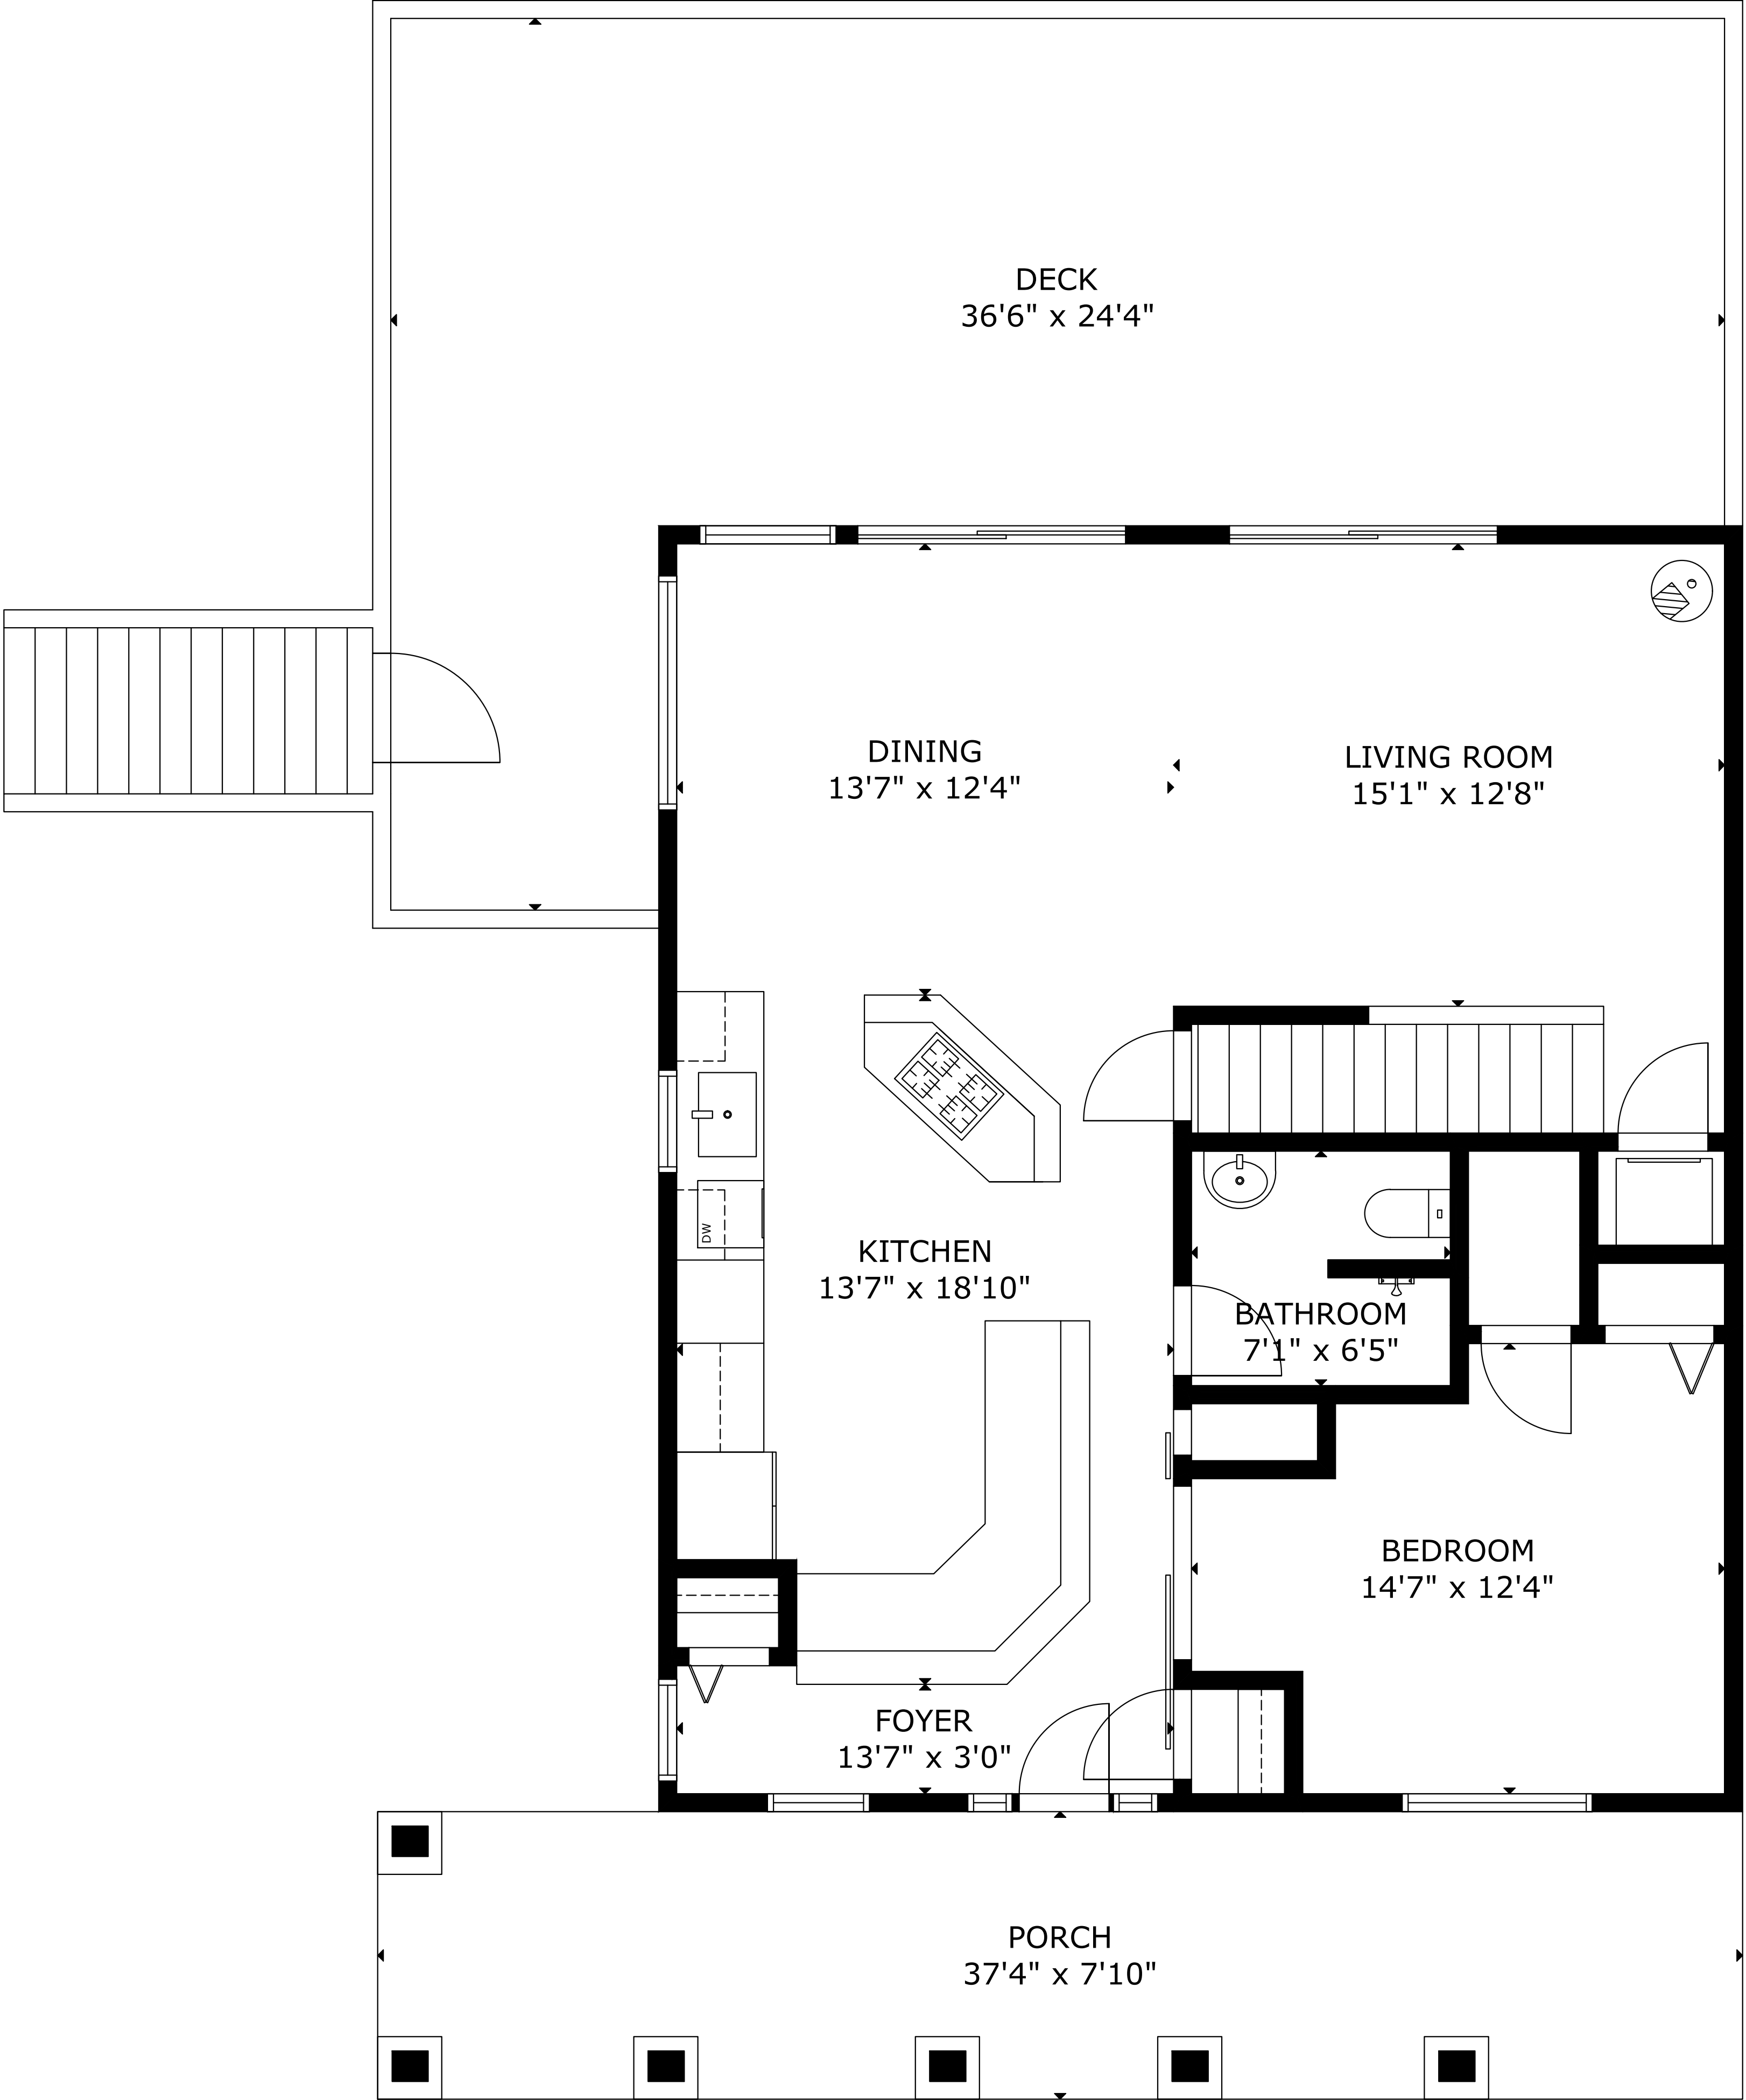 DECK
36'6" x 24'4"
DINING
13'7" x 12'4"
LIVING ROOM
15'1" x 12'8"
DW
KITCHEN
13'7" x 18'10"
BATHROOM
7'1" x 6'5"
BEDROOM
14'7" x 12'4"
FOYER
13'7" x 3'0"
PORCH
37'4" x 7'10"